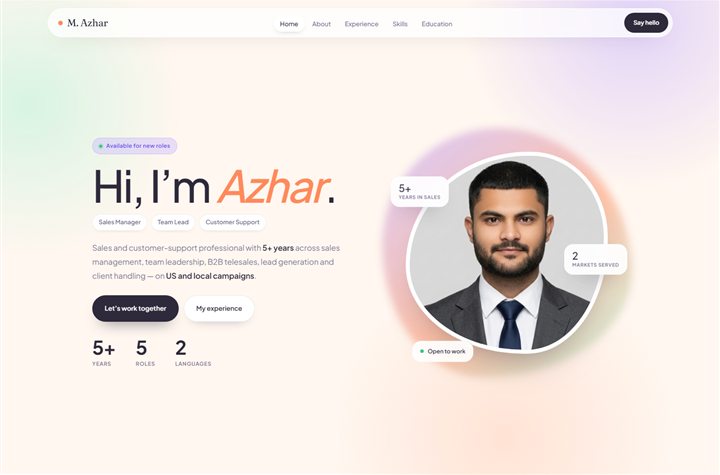 M. Azhar
Home
About
Experience
Skills
Education
Say hello
Available for new roles
Hi, I’m Azhar.
Sales Manager
Team Lead
Customer Support
Sales and customer-support professional with 5+ years across sales
management, team leadership, B2B telesales, lead generation and
client handling — on US and local campaigns.
Let’s work together
My experience
5+
YEARS
5
ROLES
2
LANGUAGES
5+
YEARS IN SALES
2
MARKETS SERVED
Open to work